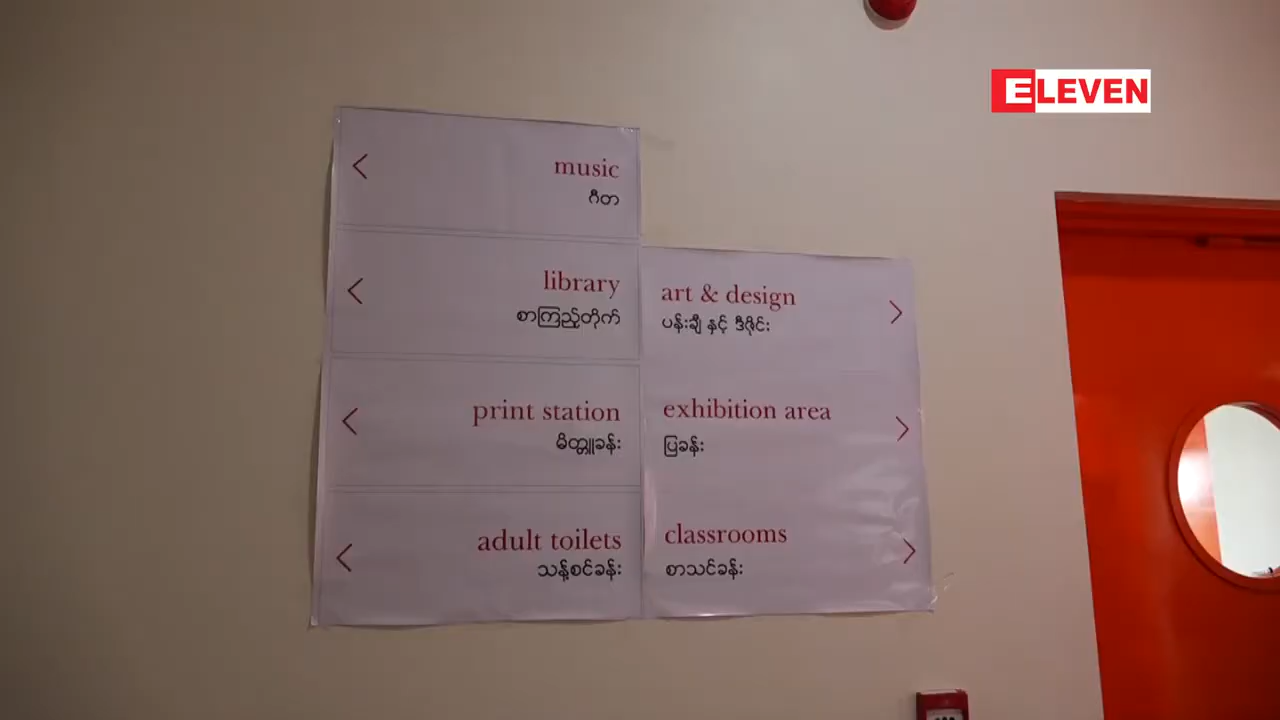 ELEVEN
music
ဂီတ
library
စာကြည့်တိုက်
print station
မိတ္တူခန်း
adult toilets
သန့်စင်ခန်း
art & design
ပန်းချီ နှင့် ဒီဇိုင်း
exhibition area
ပြခန်း
classrooms
စာသင်ခန်း